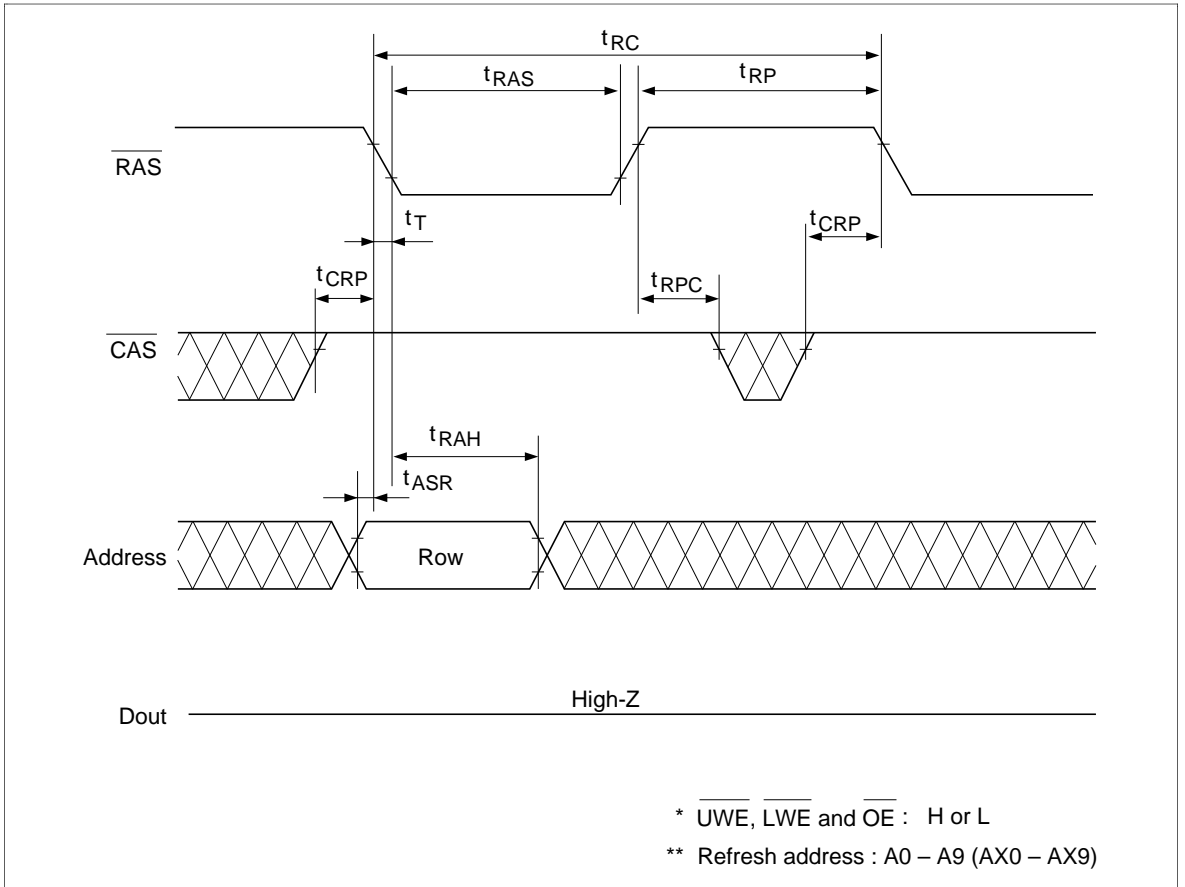 tRC
tRAS
tRP
RAS
tT
tCRP
tCRP
tRPC
CAS
tRAH
tASR
Address
Row
High-Z
Dout
* UWE, LWE and OE : H or L
** Refresh address : A0 – A9 (AX0 – AX9)